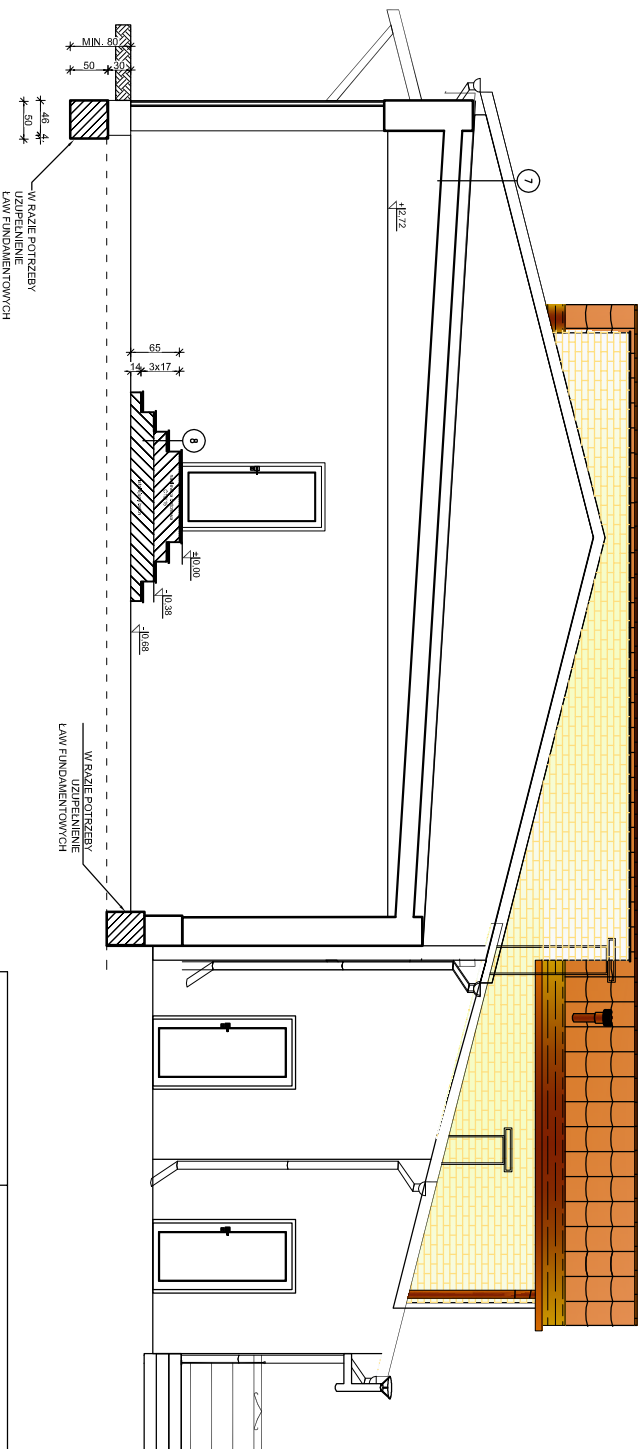 MIN. 80
50
30
46
4
50
W RAZIE POTRZEBY
UZUPEŁNIENIE
ŁAW FUNDAMENTOWYCH
7
+2,72
65
14
3x17
8
±0,00
-0,38
-0,68
W RAZIE POTRZEBY
UZUPEŁNIENIE
ŁAW FUNDAMENTOWYCH